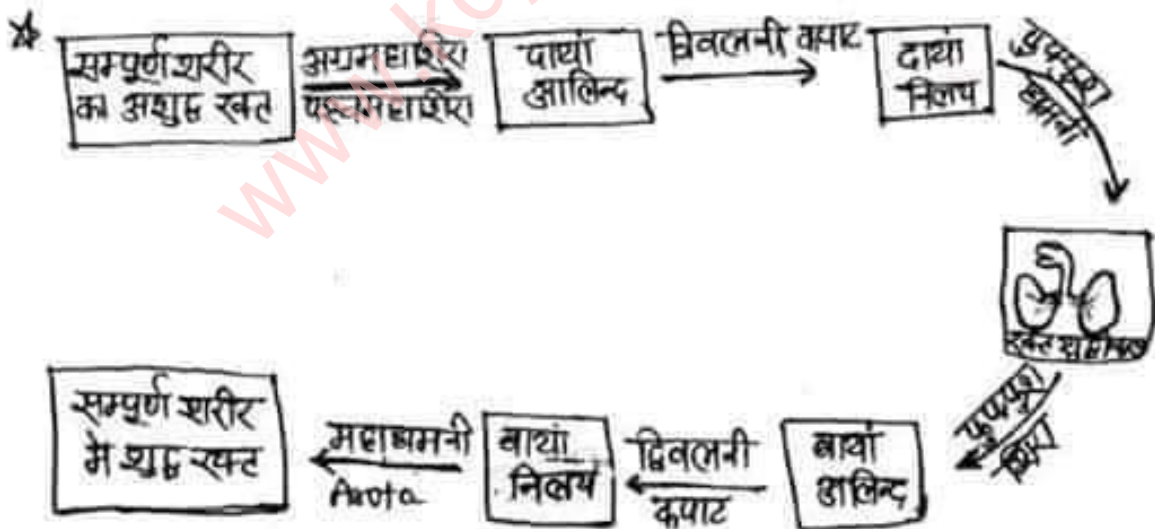 सम्पूर्ण शरीर
का अशुद्ध रक्त
अग्रमहाशिरा
पश्चमहाशिरा
दायां
आलिन्द
त्रिवलनी कपाट
दायां
निलय
फुफ्फुस
धमनी
रक्त शुद्धीकरण
फुफ्फुस
शिरा
बायां
आलिन्द
द्विवलनी
कपाट
बायां
निलय
महाधमनी
Arota
सम्पूर्ण शरीर
में शुद्ध रक्त